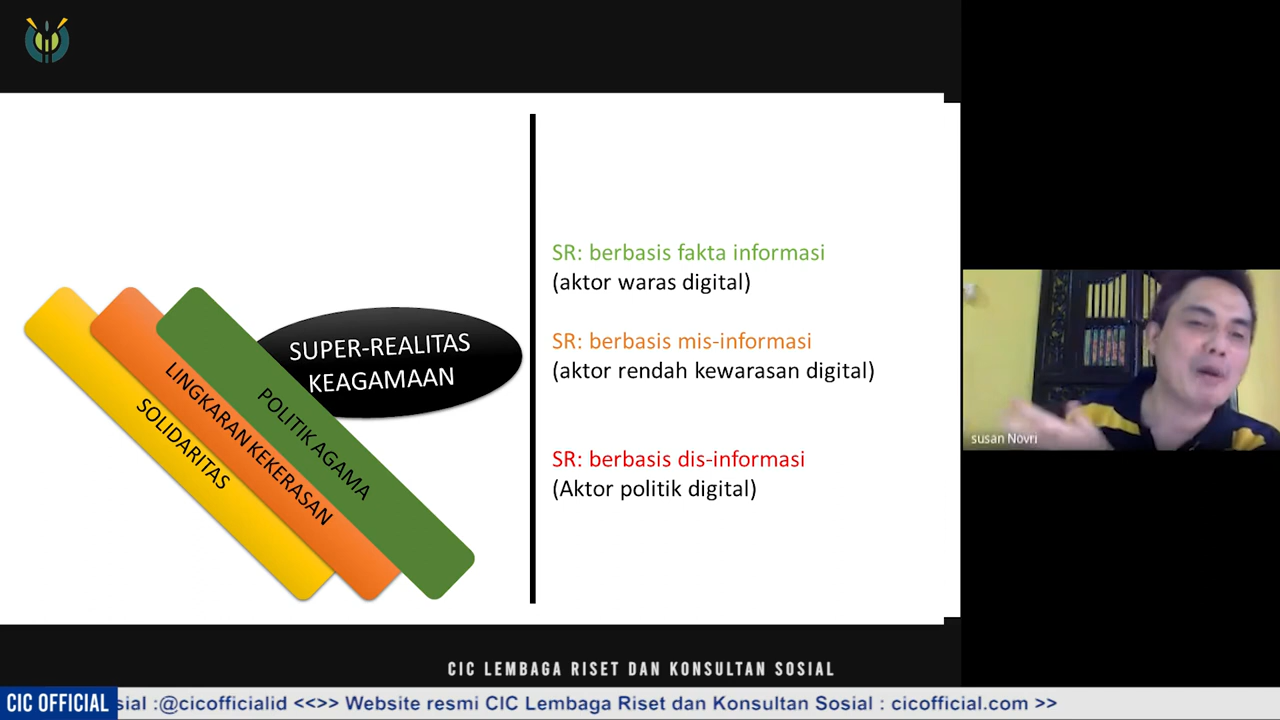 SUPER-REALITAS
KEAGAMAAN
POLITIK AGAMA
LINGKARAN KEKERASAN
SOLIDARITAS
SR: berbasis fakta informasi
(aktor waras digital)
SR: berbasis mis-informasi
(aktor rendah kewarasan digital)
SR: berbasis dis-informasi
(Aktor politik digital)
susan Novri
CIC LEMBAGA RISET DAN KONSULTAN SOSIAL
CIC OFFICIAL
sial :@cicofficialid <<>> Website resmi CIC Lembaga Riset dan Konsultan Sosial : cicofficial.com >>